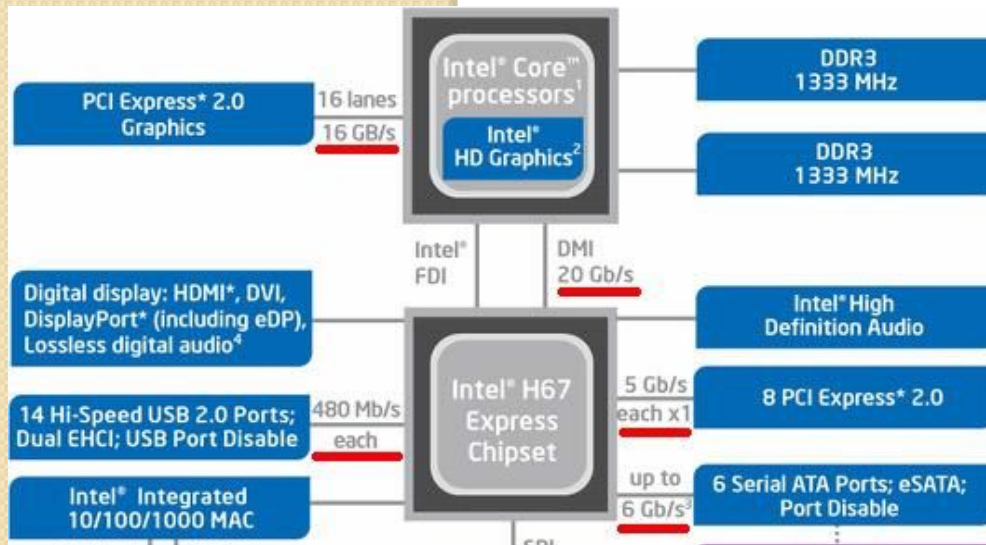 PCI Express* 2.0
Graphics
16 lanes
16 GB/s
Intel® Core™
processors¹
Intel®
HD Graphics²
DDR3
1333 MHz
DDR3
1333 MHz
Intel®
FDI
DMI
20 Gb/s
Digital display: HDMI*, DVI,
DisplayPort* (including eDP),
Lossless digital audio⁴
Intel® High
Definition Audio
14 Hi-Speed USB 2.0 Ports;
Dual EHCI; USB Port Disable
480 Mb/s
each
Intel® H67
Express
Chipset
5 Gb/s
each x1
8 PCI Express* 2.0
Intel® Integrated
10/100/1000 MAC
up to
6 Gb/s³
6 Serial ATA Ports; eSATA;
Port Disable